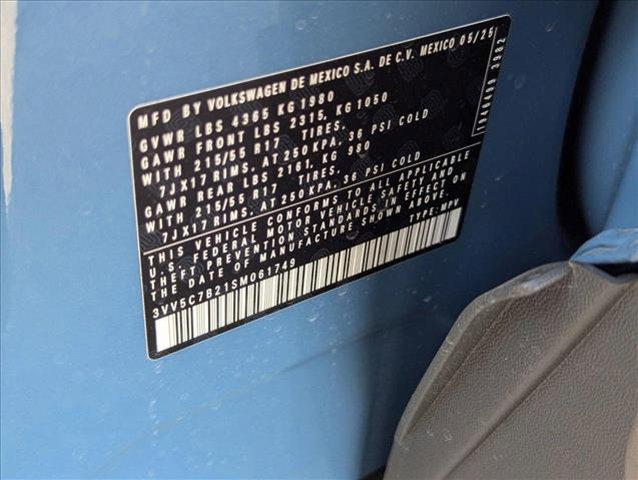 MFD BY VOLKSWAGEN DE MEXICO S.A. DE C.V. MEXICO 05/25
GVWR LBS 4365 KG 1980
GAWR FRONT LBS 2315, KG 1050
WITH 215/55 R17 TIRES,
7JX17 RIMS, AT 250 KPA, 36 PSI COLD
GAWR REAR LBS 2161, KG 980
WITH 215/55 R17 TIRES,
7JX17 RIMS, AT 250 KPA, 36 PSI COLD
THIS VEHICLE CONFORMS TO ALL APPLICABLE
U.S. FEDERAL MOTOR VEHICLE SAFETY AND
THEFT PREVENTION STANDARDS IN EFFECT ON
THE DATE OF MANUFACTURE SHOWN ABOVE.
TYPE: MPV
3VV5C7B21SM061749